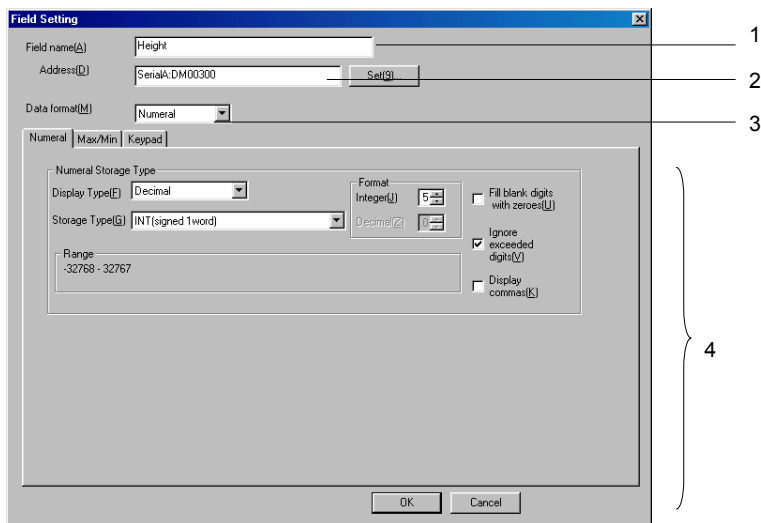 Field Setting
Field name(A) Height 1
Address(D) SerialA:DM00300 Set(9)... 2
Data format(M) Numeral 3
Numeral Max/Min Keypad
Numeral Storage Type
Display Type(F) Decimal
Storage Type(G) INT(signed 1word)
Format
Integer(J) 5
Decimal(Z) 0
Fill blank digits
with zeroes(U)
Ignore
exceeded
digits(V)
Display
commas(K)
Range
-32768 - 32767
4
OK Cancel